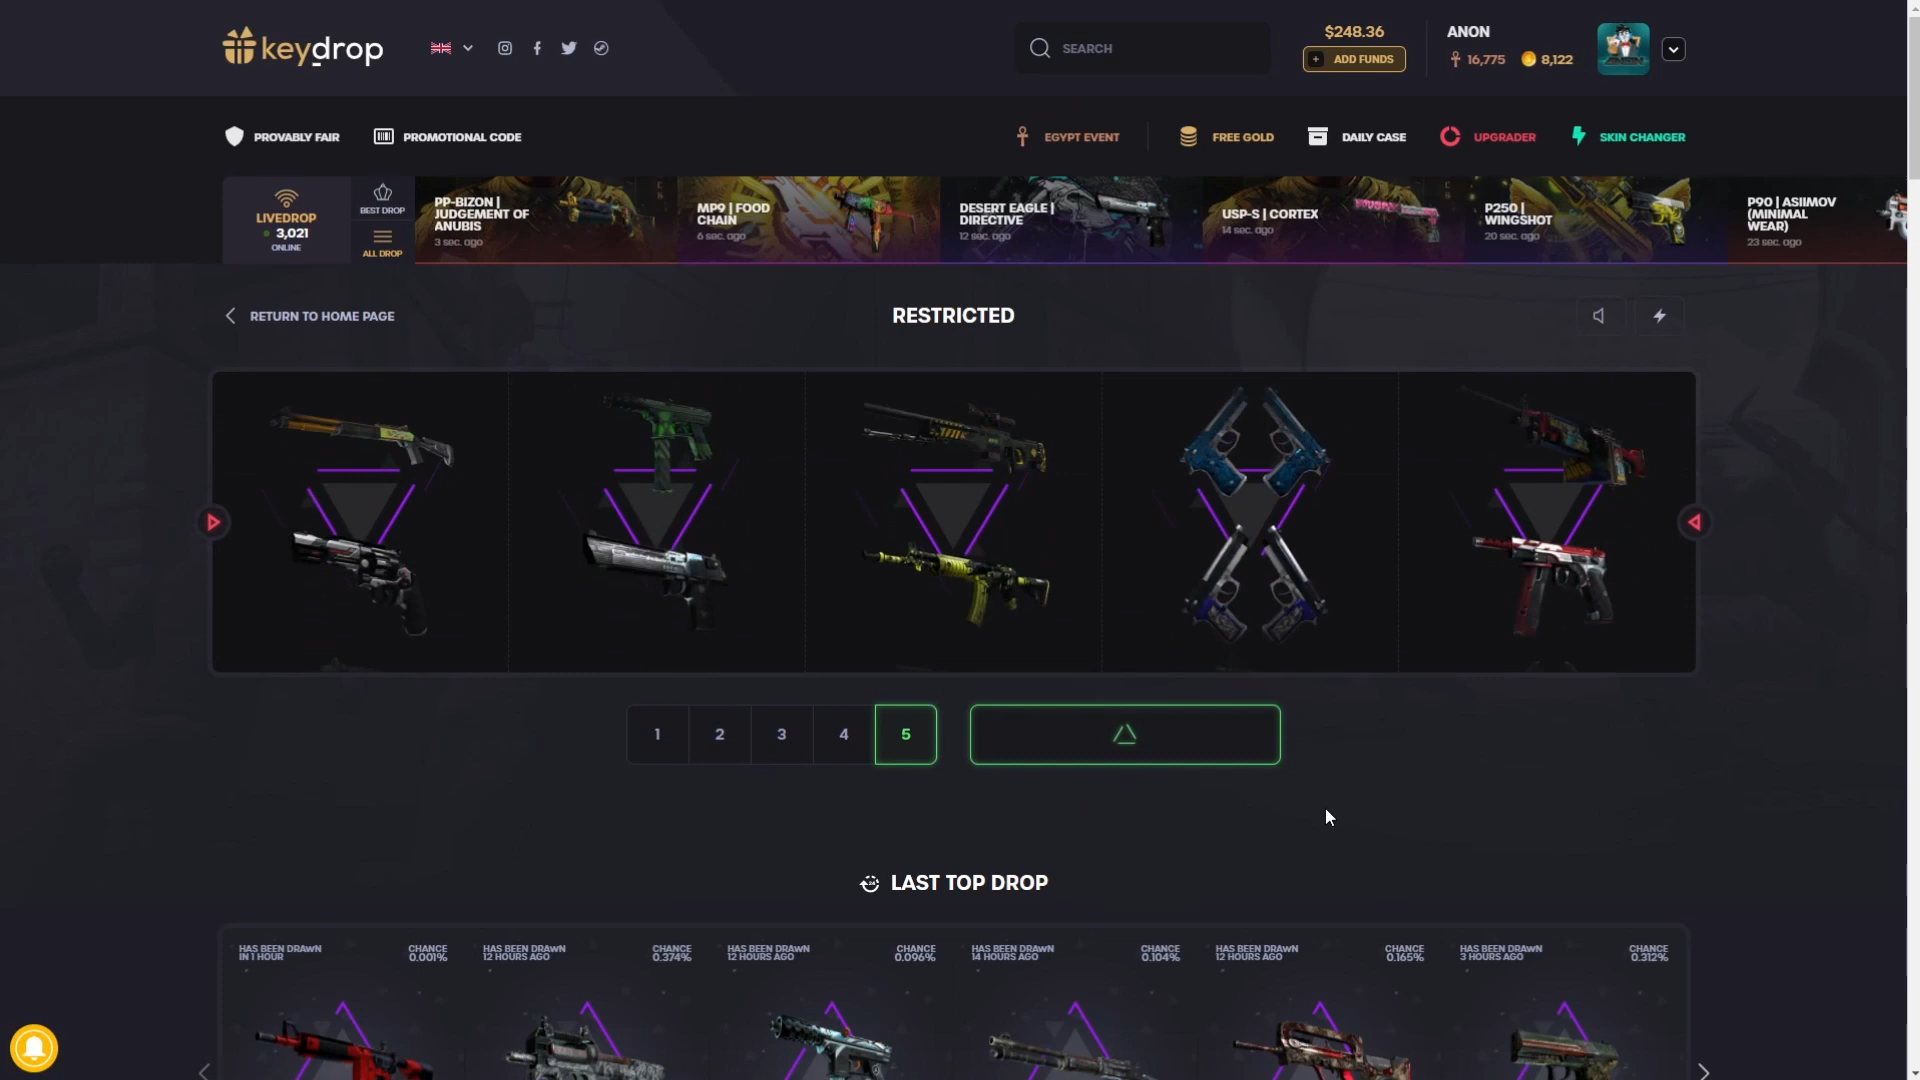 keydrop
SEARCH
$248.36
+ ADD FUNDS
ANON
16,775
8,122
PROVABLY FAIR
PROMOTIONAL CODE
EGYPT EVENT
FREE GOLD
DAILY CASE
UPGRADER
SKIN CHANGER
LIVEDROP
3,021
ONLINE
BEST DROP
ALL DROP
PP-BIZON |
JUDGEMENT OF
ANUBIS
3 sec. ago
MP9 | FOOD
CHAIN
6 sec. ago
DESERT EAGLE |
DIRECTIVE
12 sec. ago
USP-S | CORTEX
14 sec. ago
P250 |
WINGSHOT
20 sec. ago
P90 | ASIIMOV
(MINIMAL
WEAR)
23 sec. ago
RETURN TO HOME PAGE
RESTRICTED
1
2
3
4
5
LAST TOP DROP
HAS BEEN DRAWN
IN 1 HOUR
CHANCE
0.001%
HAS BEEN DRAWN
12 HOURS AGO
CHANCE
0.374%
HAS BEEN DRAWN
12 HOURS AGO
CHANCE
0.096%
HAS BEEN DRAWN
14 HOURS AGO
CHANCE
0.104%
HAS BEEN DRAWN
12 HOURS AGO
CHANCE
0.165%
HAS BEEN DRAWN
3 HOURS AGO
CHANCE
0.312%